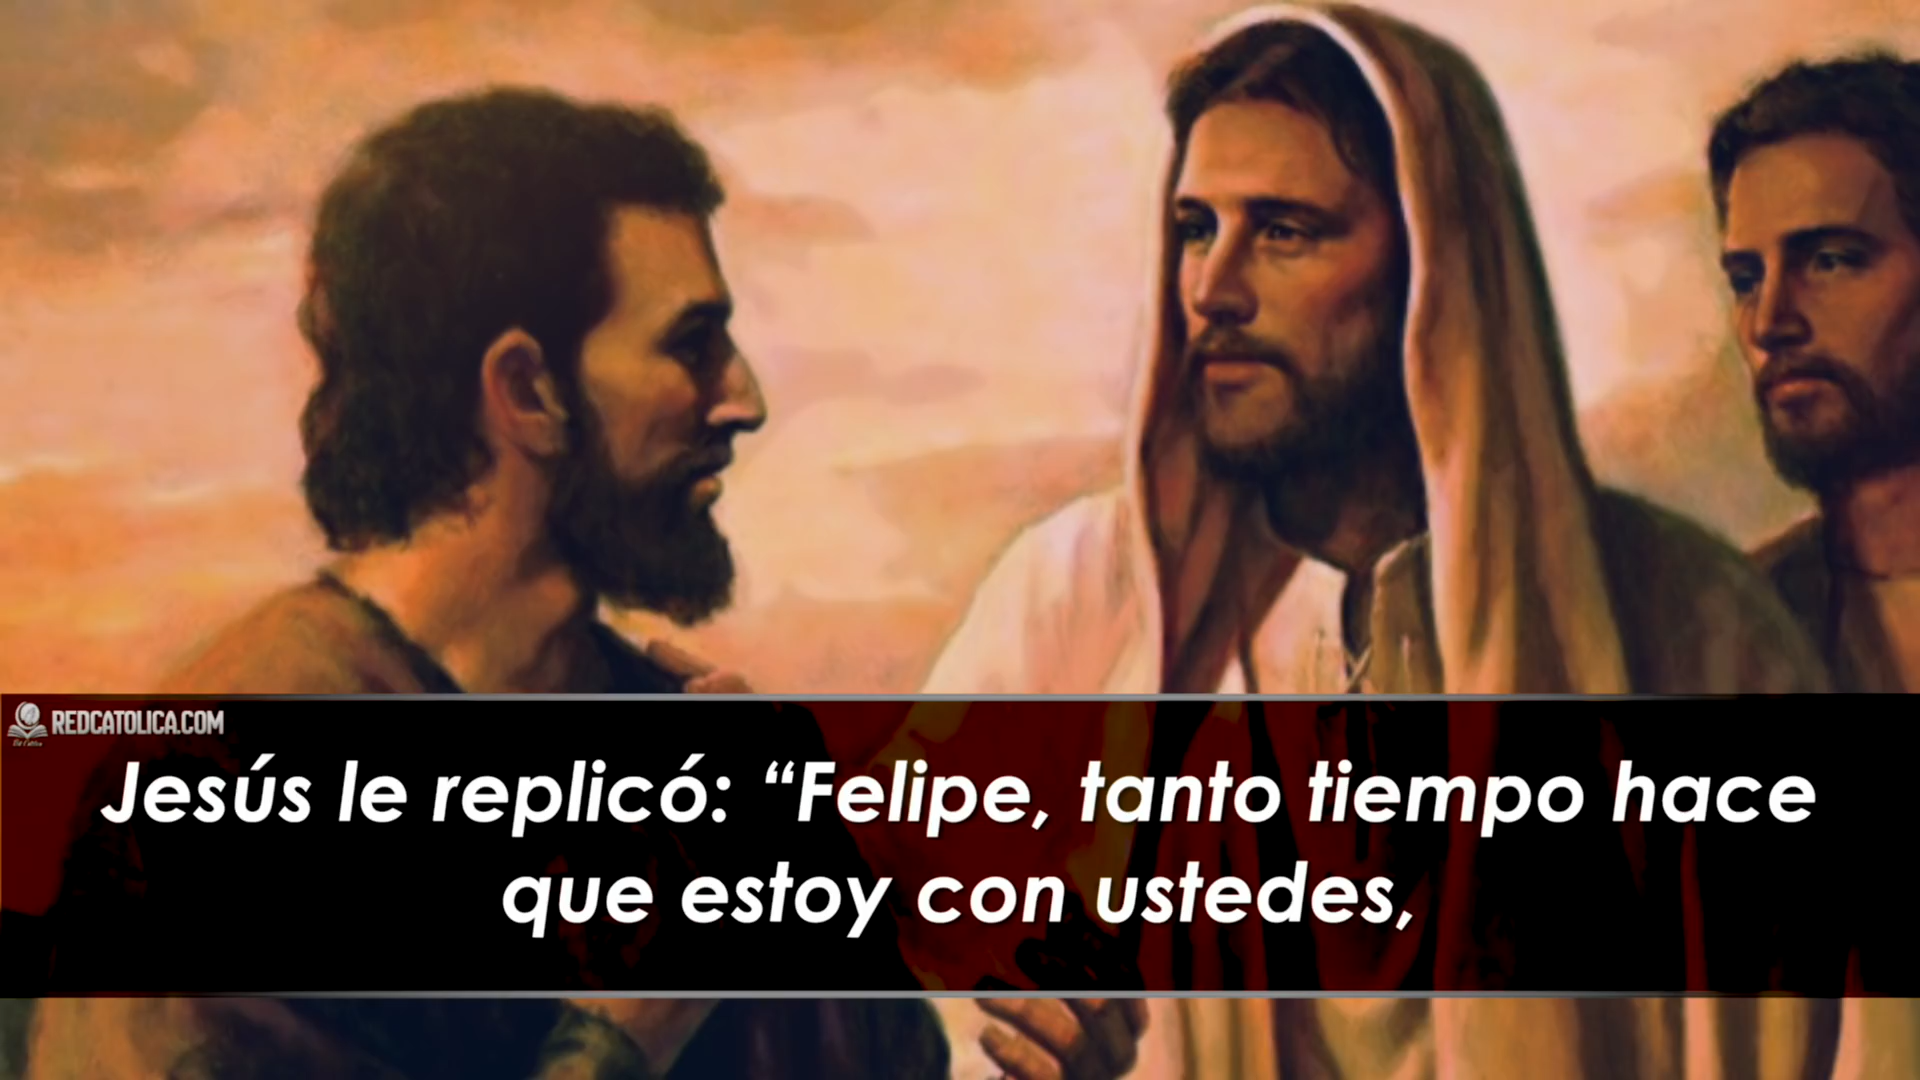 REDCATOLICA.COM
Jesús le replicó: “Felipe, tanto tiempo hace
que estoy con ustedes,